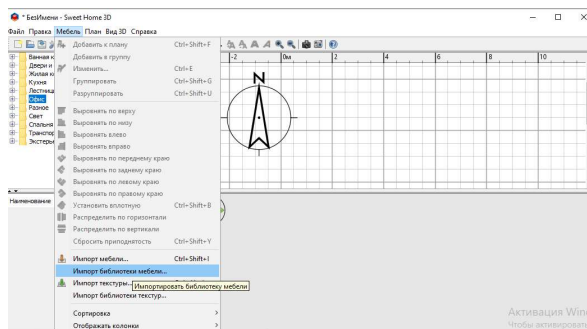 * БезИмени - Sweet Home 3D
Файл Правка Мебель План Вид 3D Справка
Добавить к плану Ctrl+Shift+F
Добавить в группу
Изменить... Ctrl+E
Группировать Ctrl+Shift+G
Разгруппировать Ctrl+Shift+U
Выровнять по верху
Выровнять по низу
Выровнять влево
Выровнять вправо
Выровнять по переднему краю
Выровнять по заднему краю
Выровнять по левому краю
Выровнять по правому краю
Установить вплотную Ctrl+Shift+B
Распределить по горизонтали
Распределить по вертикали
Сбросить приподнятость Ctrl+Shift+Y
Импорт мебели... Ctrl+Shift+I
Импорт библиотеки мебели...
Импорт текстуры...
Импортировать библиотеку мебели
Импорт библиотеки текстур...
Сортировка
Отображать колонки
Ванная к
Двери и
Жилая к
Кухня
Лестниц
Офис
Разное
Свет
Спальня
Транспор
Экстерье
Наименование
-2 0м 2 4 6 8 10
N
Активация Win
Чтобы активироват